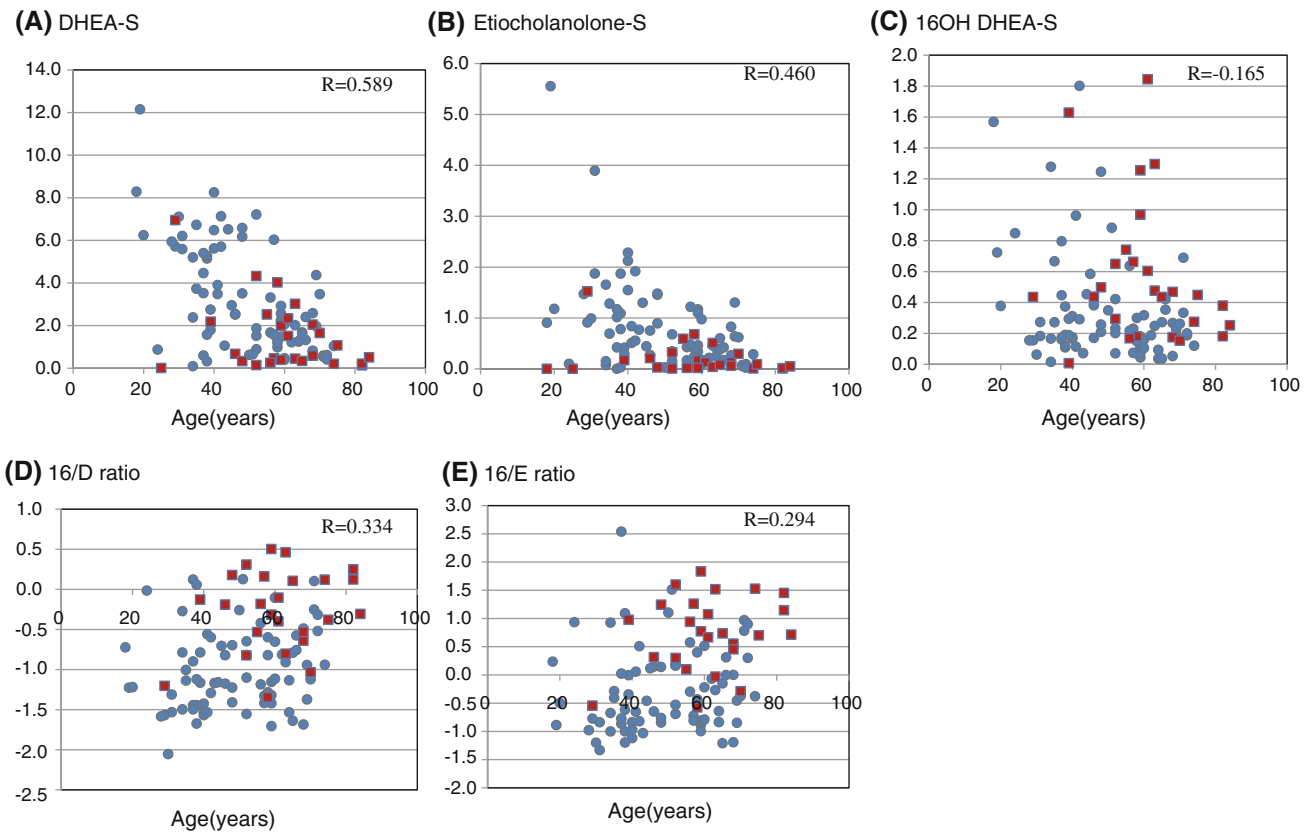 (A) DHEA-S
(B) Etiocholanolone-S
(C) 16OH DHEA-S
R=0.589
14.0
12.0
10.0
8.0
6.0
4.0
2.0
0.0
0 20 40 60 80 100
Age(years)
R=0.460
6.0
5.0
4.0
3.0
2.0
1.0
0.0
0 20 40 60 80 100
Age(years)
R=-0.165
2.0
1.8
1.6
1.4
1.2
1.0
0.8
0.6
0.4
0.2
0.0
0 20 40 60 80 100
Age(years)
(D) 16/D ratio
(E) 16/E ratio
R=0.334
1.0
0.5
0.0
-0.5
-1.0
-1.5
-2.0
-2.5
0 20 40 60 80 100
Age(years)
R=0.294
3.0
2.5
2.0
1.5
1.0
0.5
0.0
-0.5
-1.0
-1.5
-2.0
0 20 40 60 80 100
Age(years)